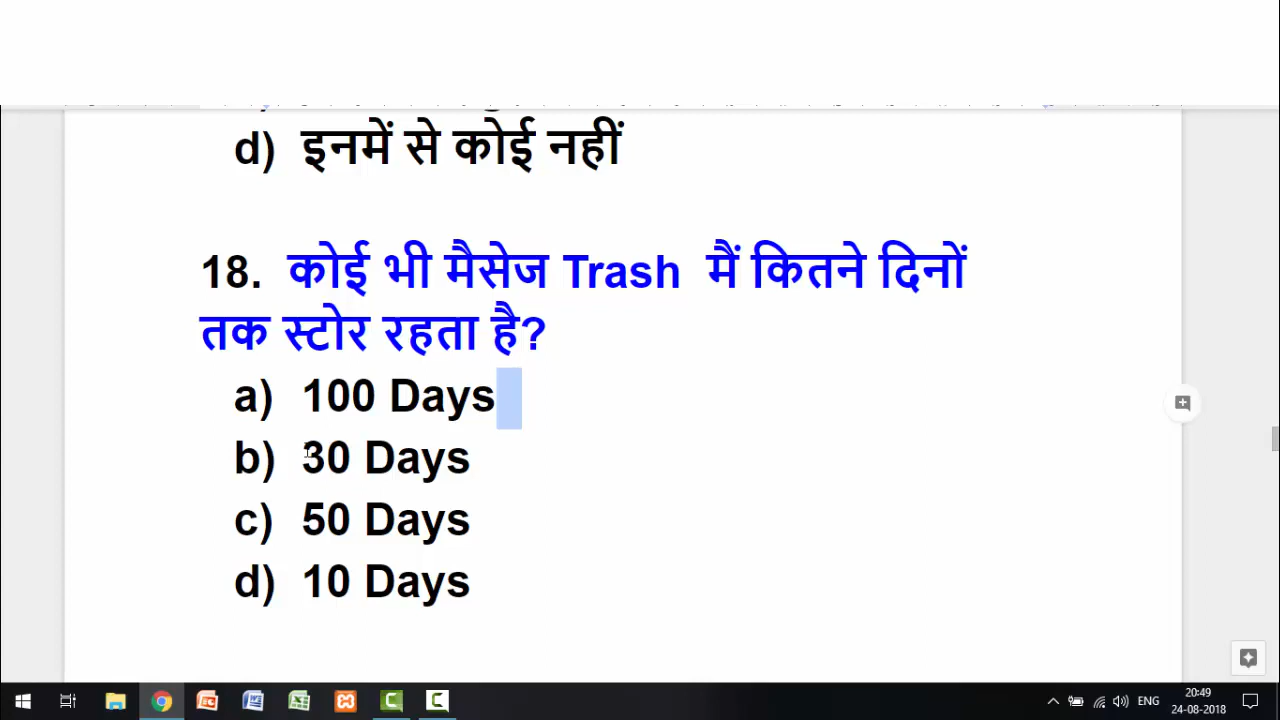 d) इनमें से कोई नहीं
18. कोई भी मैसेज Trash मैं कितने दिनों
तक स्टोर रहता है?
a) 100 Days
b) 30 Days
c) 50 Days
d) 10 Days
ENG
20:49
24-08-2018